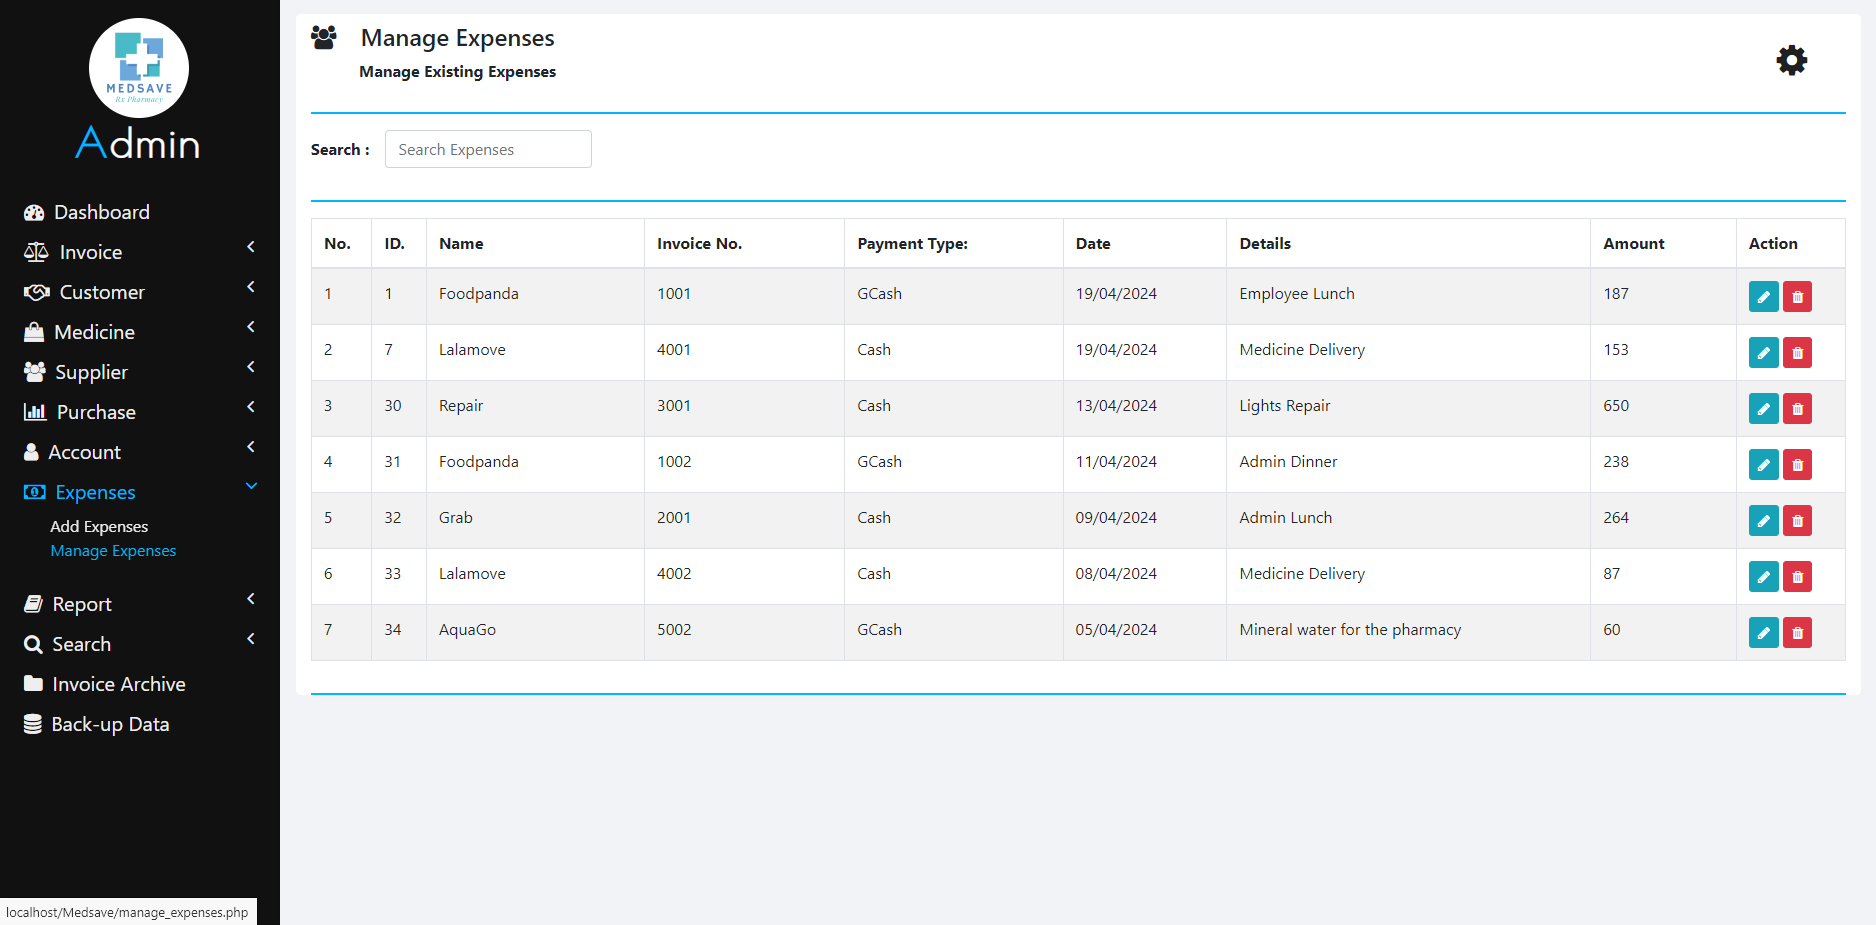 MEDSAVE
Rx Pharmacy
Admin
Dashboard
Invoice
Customer
Medicine
Supplier
Purchase
Account
Expenses
Add Expenses
Manage Expenses
Report
Search
Invoice Archive
Back-up Data
localhost/Medsave/manage_expenses.php
Manage Expenses
Manage Existing Expenses
Search : Search Expenses
No. ID. Name Invoice No. Payment Type: Date Details Amount Action
1 1 Foodpanda 1001 GCash 19/04/2024 Employee Lunch 187
2 7 Lalamove 4001 Cash 19/04/2024 Medicine Delivery 153
3 30 Repair 3001 Cash 13/04/2024 Lights Repair 650
4 31 Foodpanda 1002 GCash 11/04/2024 Admin Dinner 238
5 32 Grab 2001 Cash 09/04/2024 Admin Lunch 264
6 33 Lalamove 4002 Cash 08/04/2024 Medicine Delivery 87
7 34 AquaGo 5002 GCash 05/04/2024 Mineral water for the pharmacy 60